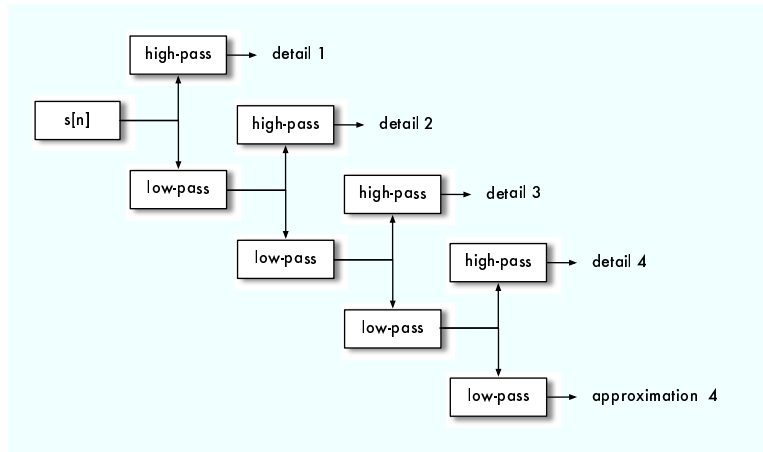 high-pass
detail 1
s[n]
high-pass
detail 2
low-pass
high-pass
detail 3
low-pass
high-pass
detail 4
low-pass
low-pass
approximation 4